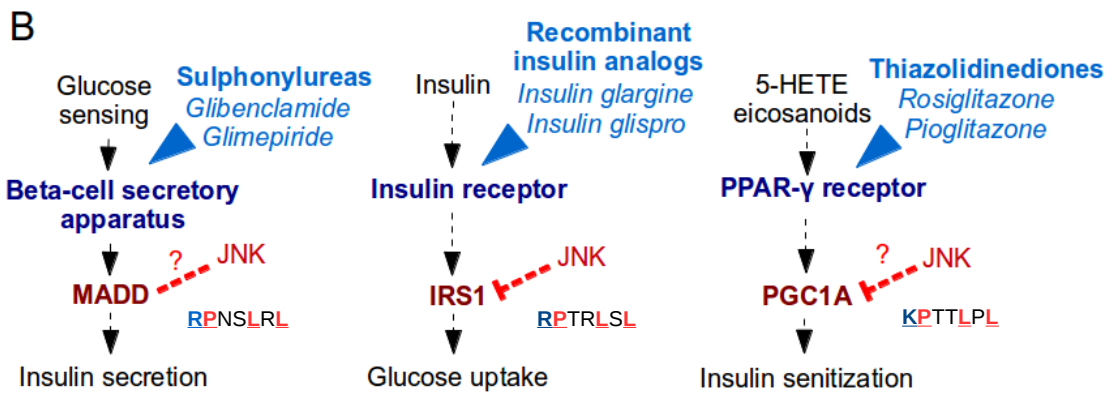 B
Glucose
sensing
Sulphonylureas
Glibenclamide
Glimepiride
Beta-cell secretory
apparatus
?
JNK
MADD
RPNSLRL
Insulin secretion
Insulin
Recombinant
insulin analogs
Insulin glargine
Insulin glispro
Insulin receptor
JNK
IRS1
RPTRLSL
Glucose uptake
5-HETE
eicosanoids
Thiazolidinediones
Rosiglitazone
Pioglitazone
PPAR-γ receptor
?
JNK
PGC1A
KPTTLPL
Insulin senitization